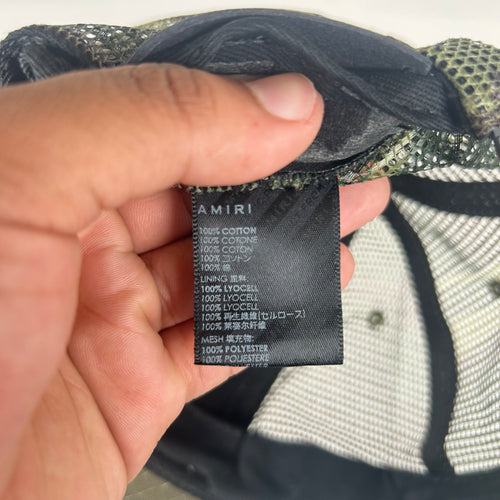 AMIRI
100% COTTON
100% COTONE
100% COTON
100% コットン
100% 棉
LINING 里料
100% LYOCELL
100% LYOCELL
100% LYOCELL
100% 再生繊維(セルロース)
100% 莱赛尔纤维
MESH 填充物
100% POLYESTER
100% POLIESTERE